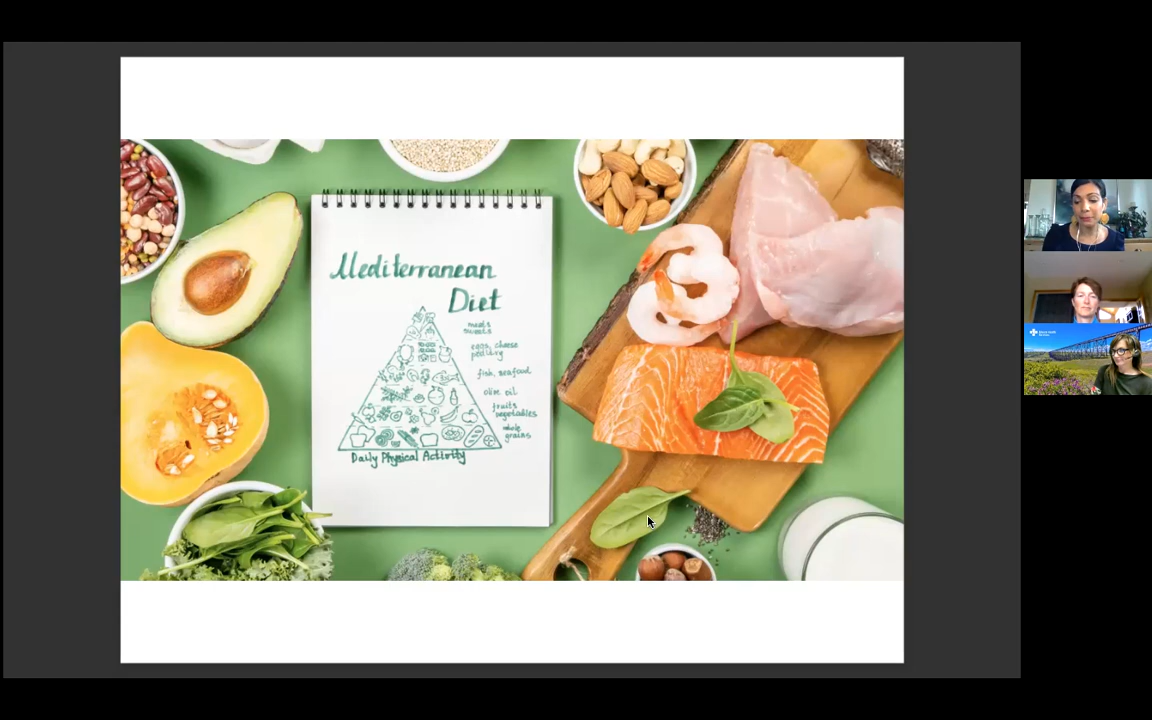 Mediterranean
Diet
meats
sweets
eggs, cheese
poultry
fish, seafood
olive oil
fruits
vegetables
whole
grains
Daily Physical Activity